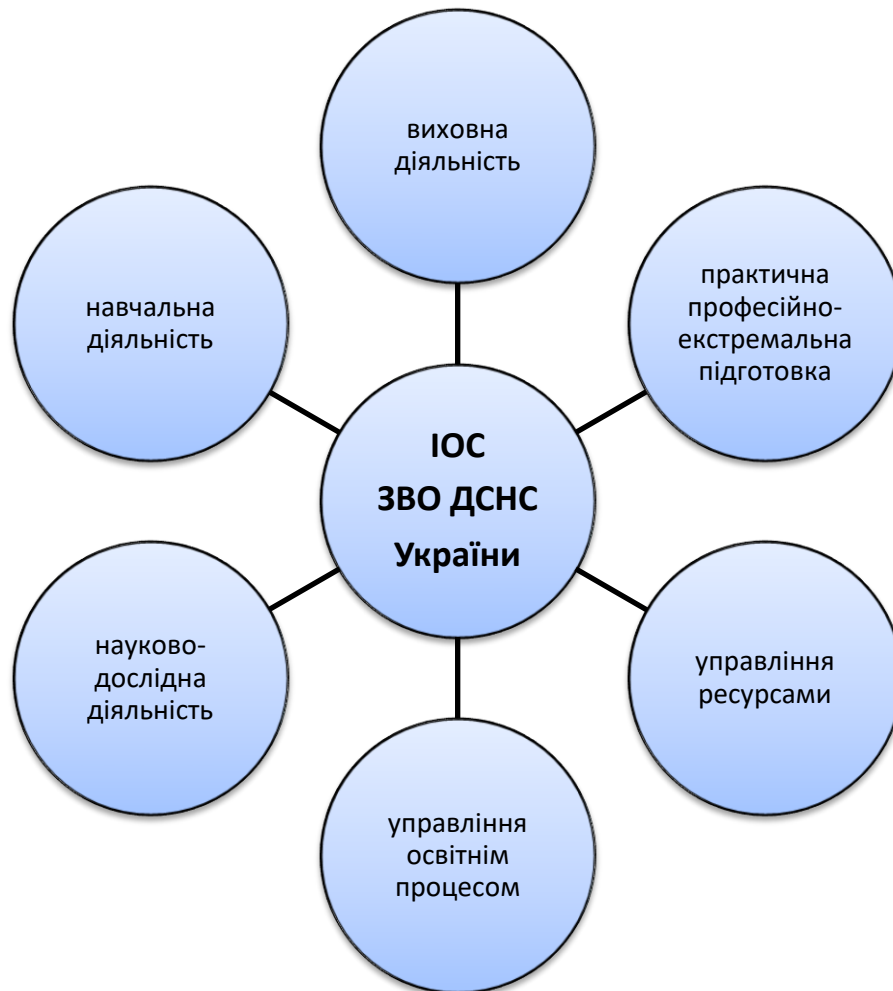 виховна
діяльність
практична
професійно-
екстремальна
підготовка
навчальна
діяльність
ІОС
ЗВО ДСНС
України
науково-
дослідна
діяльність
управління
ресурсами
управління
освітнім
процесом